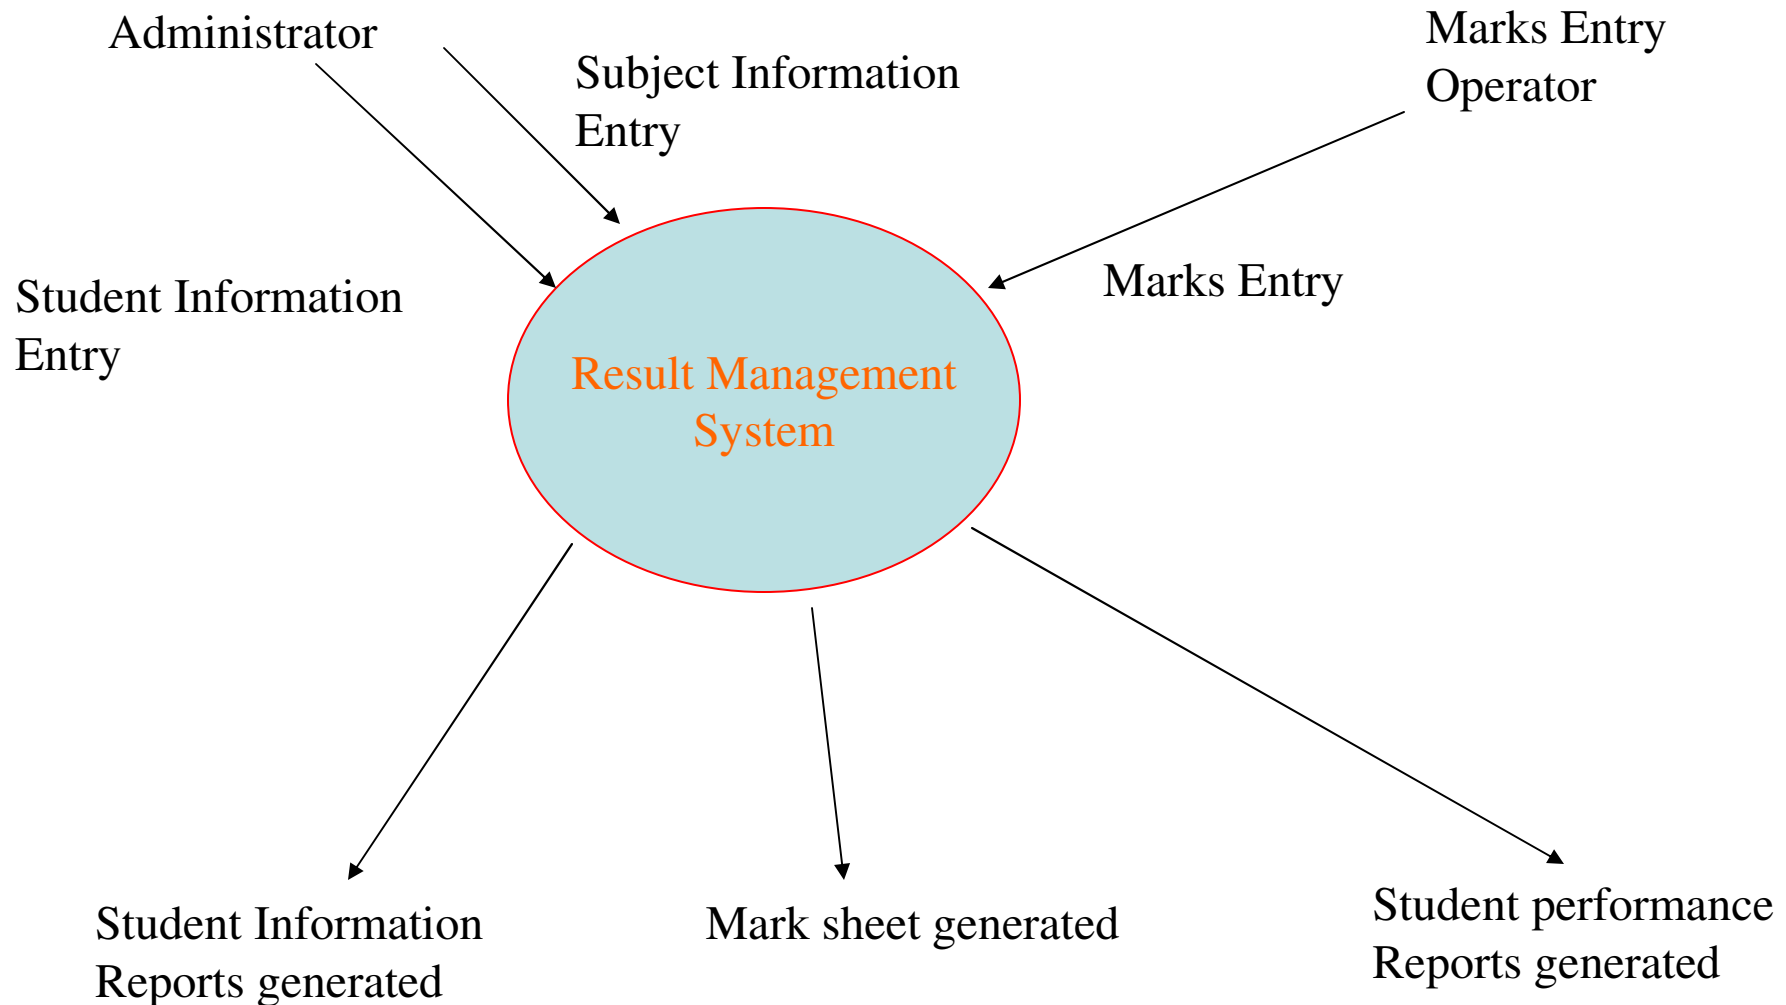 Administrator
Subject Information
Entry
Marks Entry
Operator
Student Information
Entry
Marks Entry
Result Management
System
Student Information
Reports generated
Mark sheet generated
Student performance
Reports generated